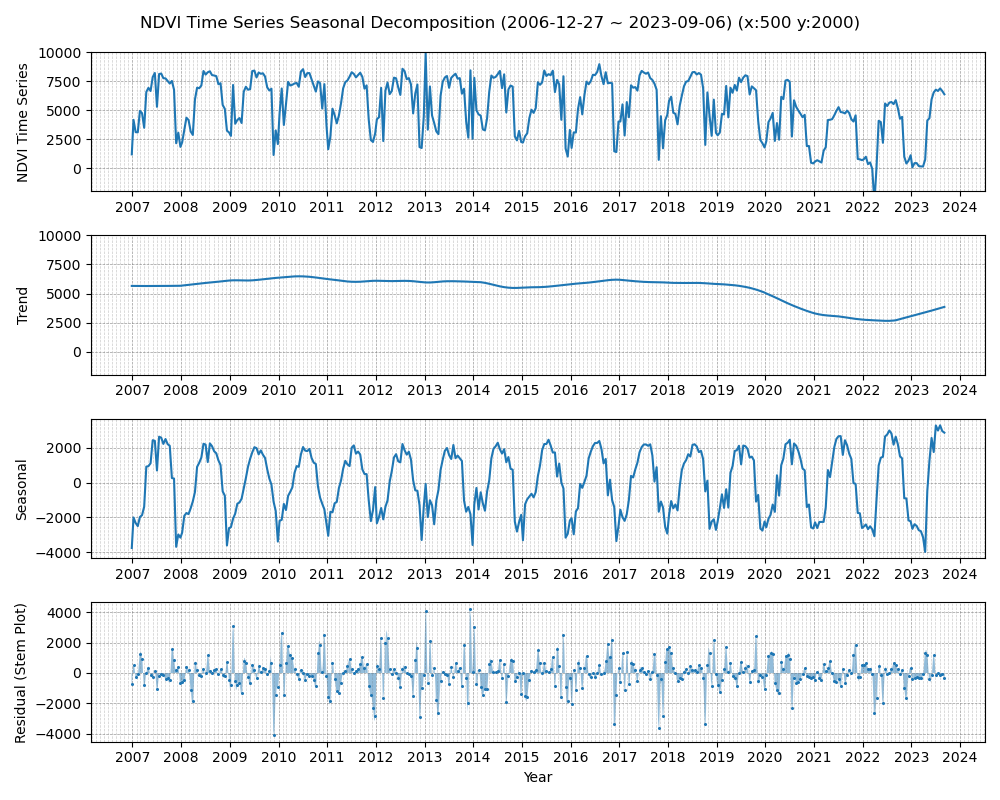 NDVI Time Series Seasonal Decomposition (2006-12-27 ~ 2023-09-06) (x:500 y:2000)
NDVI Time Series
10000
7500
5000
2500
0
2007 2008 2009 2010 2011 2012 2013 2014 2015 2016 2017 2018 2019 2020 2021 2022 2023 2024
Trend
10000
7500
5000
2500
0
2007 2008 2009 2010 2011 2012 2013 2014 2015 2016 2017 2018 2019 2020 2021 2022 2023 2024
Seasonal
2000
0
−2000
−4000
2007 2008 2009 2010 2011 2012 2013 2014 2015 2016 2017 2018 2019 2020 2021 2022 2023 2024
Residual (Stem Plot)
4000
2000
0
−2000
−4000
2007 2008 2009 2010 2011 2012 2013 2014 2015 2016 2017 2018 2019 2020 2021 2022 2023 2024
Year